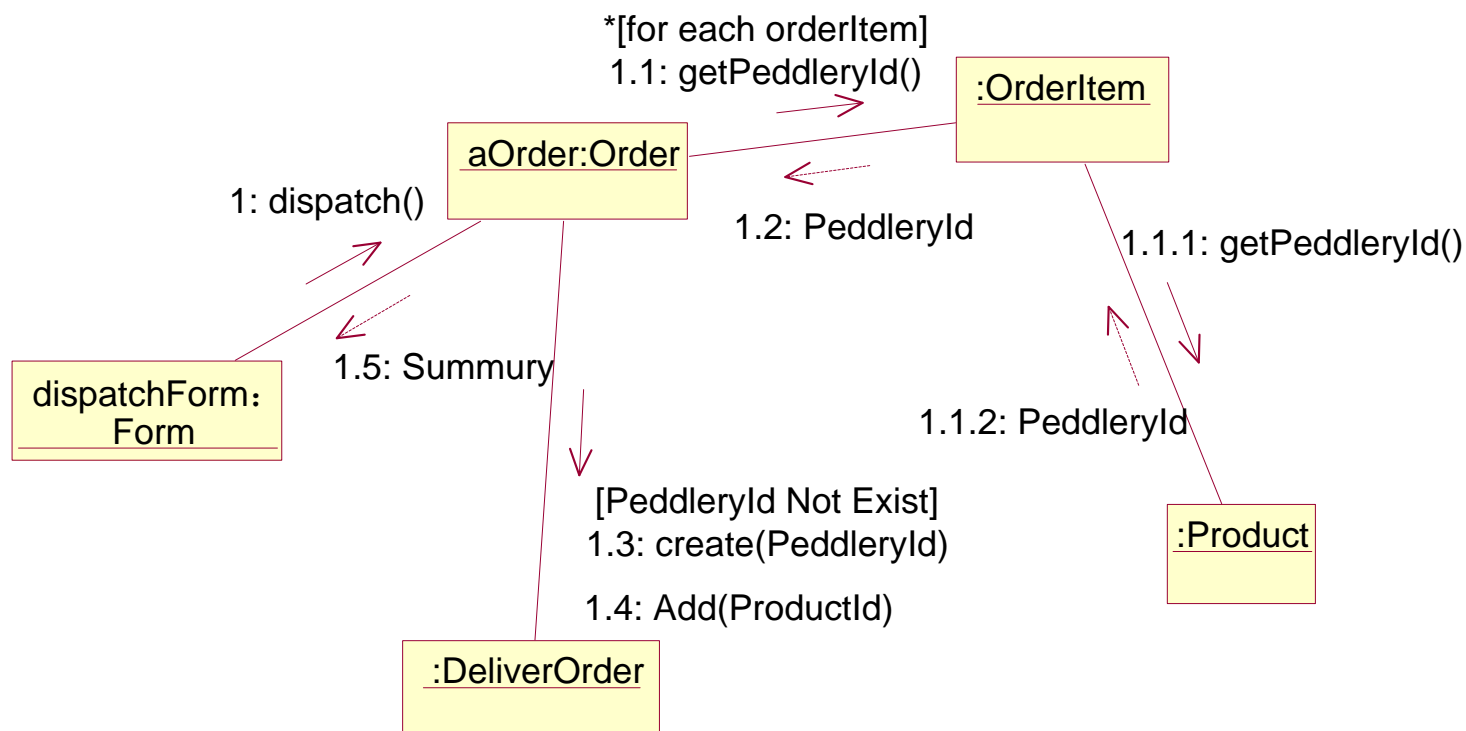 *[for each orderItem]
1.1: getPeddleryId()
:OrderItem
aOrder:Order
1: dispatch()
1.2: PeddleryId
1.1.1: getPeddleryId()
1.5: Summury
dispatchForm：
Form
1.1.2: PeddleryId
[PeddleryId Not Exist]
1.3: create(PeddleryId)
:Product
1.4: Add(ProductId)
:DeliverOrder